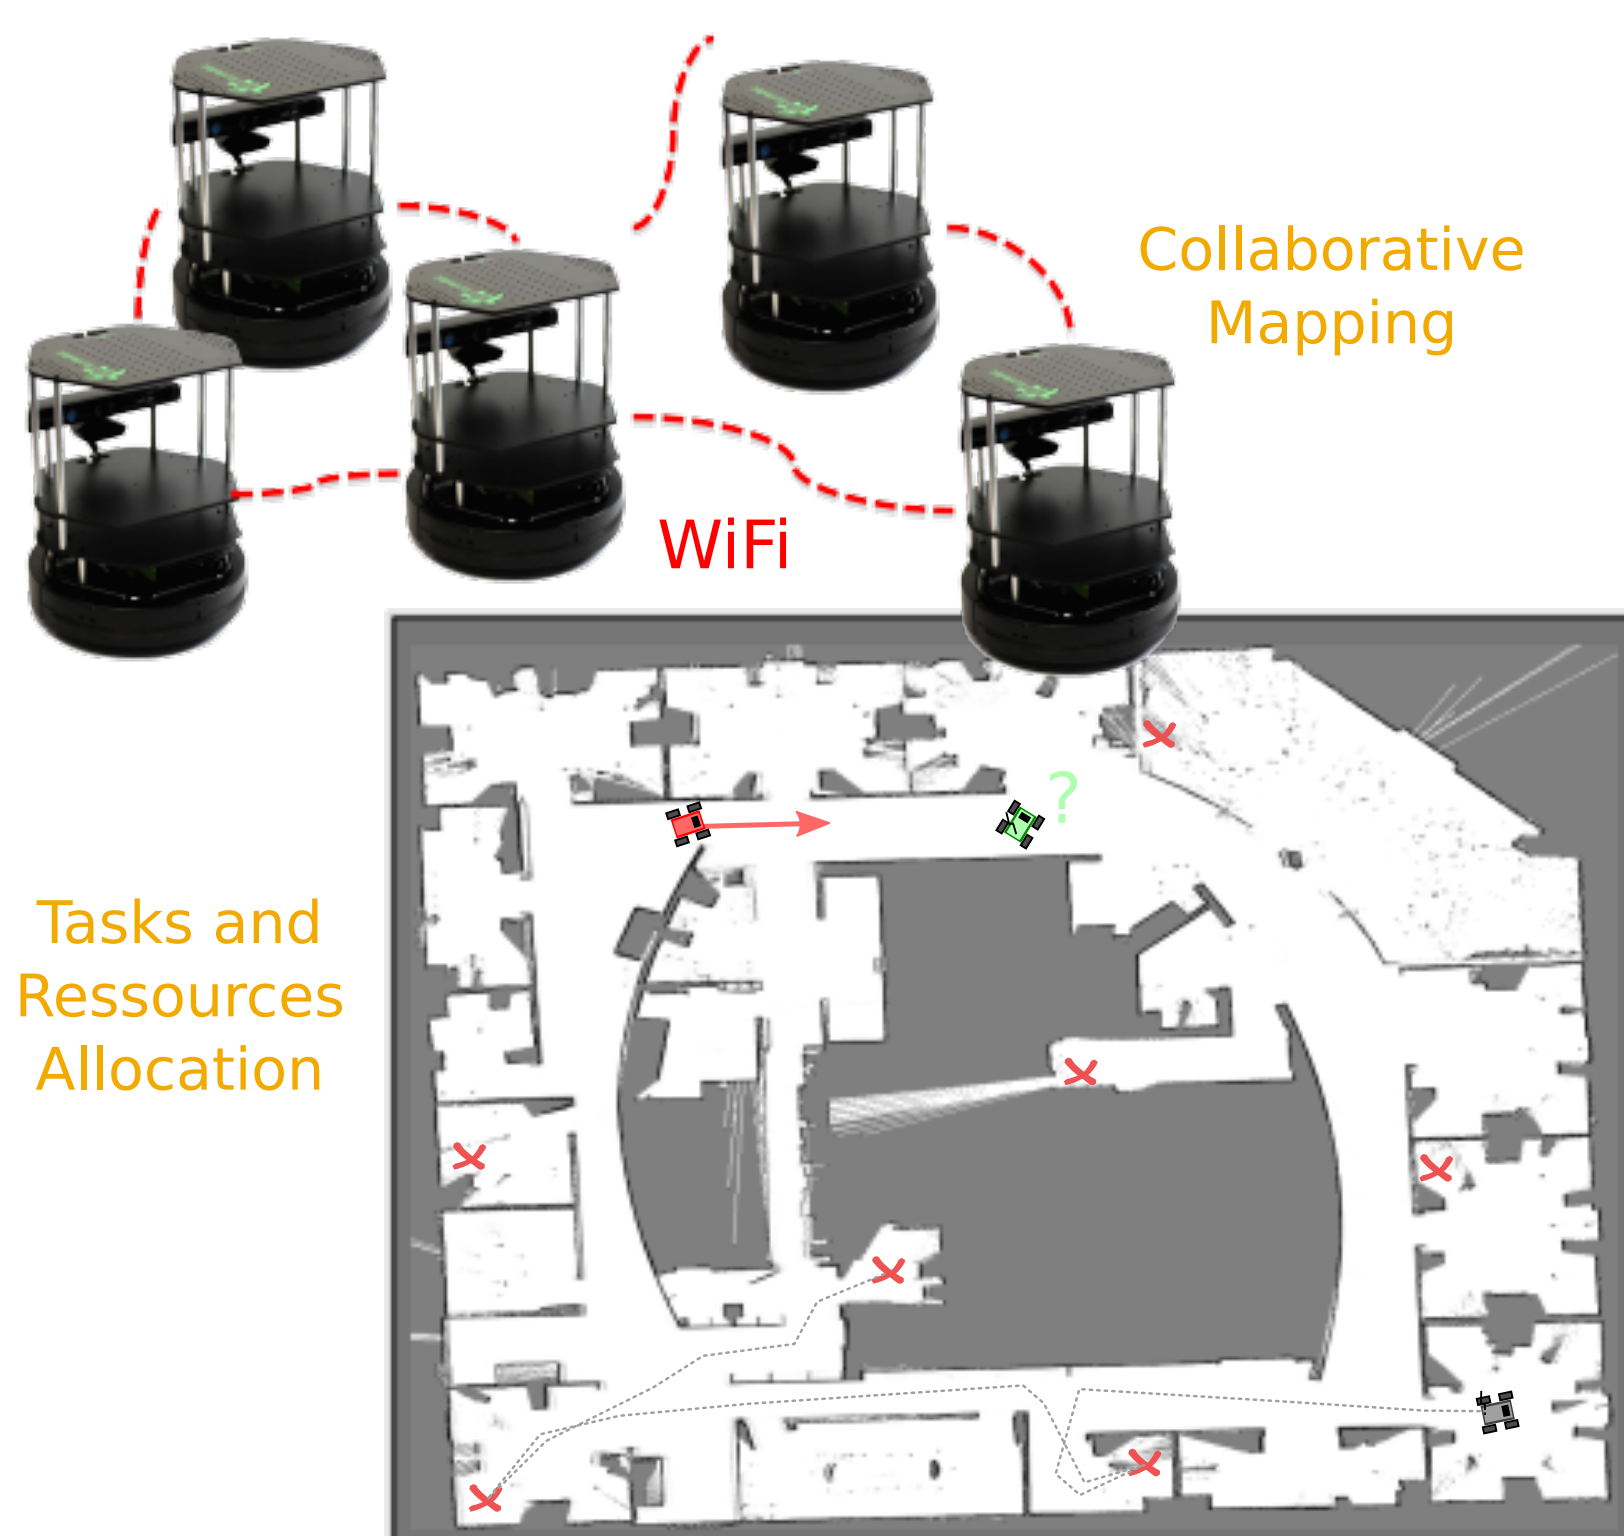 Collaborative
Mapping
WiFi
?
Tasks and
Ressources
Allocation